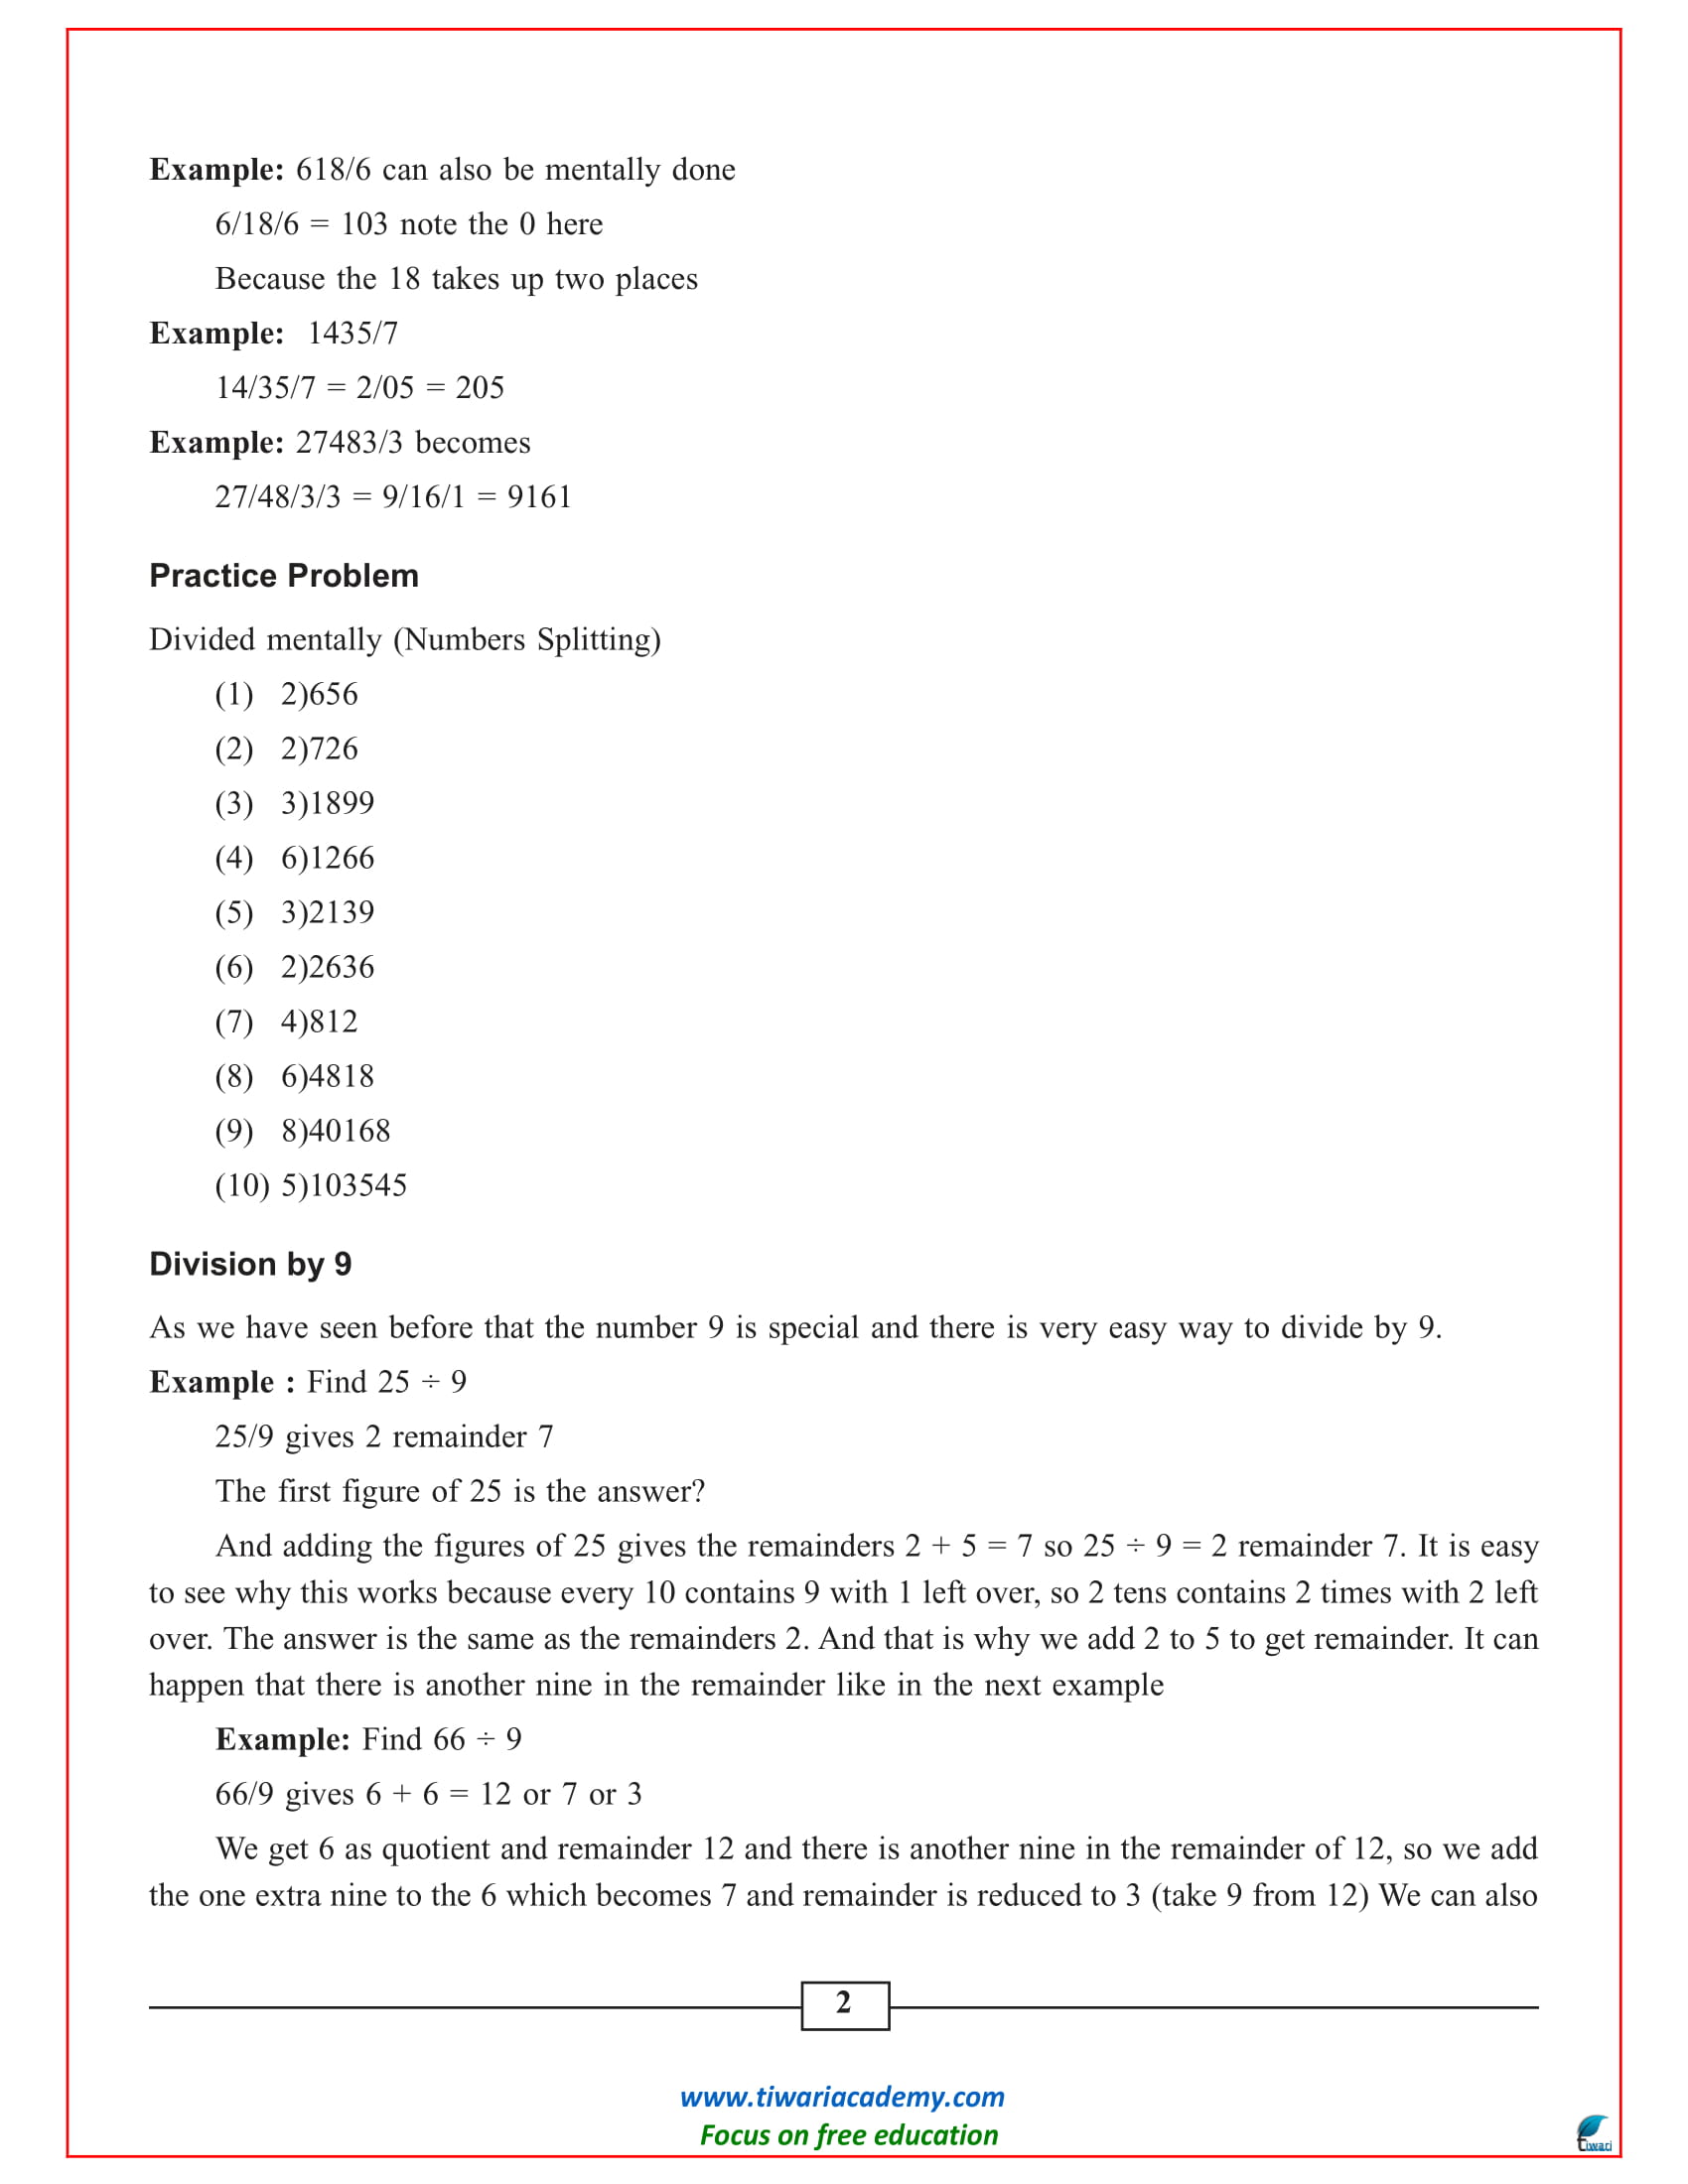 Example: 618/6 can also be mentally done
6/18/6 = 103 note the 0 here
Because the 18 takes up two places
Example: 1435/7
14/35/7 = 2/05 = 205
Example: 27483/3 becomes
27/48/3/3 = 9/16/1 = 9161
Practice Problem
Divided mentally (Numbers Splitting)
(1) 2)656
(2) 2)726
(3) 3)1899
(4) 6)1266
(5) 3)2139
(6) 2)2636
(7) 4)812
(8) 6)4818
(9) 8)40168
(10) 5)103545
Division by 9
As we have seen before that the number 9 is special and there is very easy way to divide by 9.
Example : Find 25 ÷ 9
25/9 gives 2 remainder 7
The first figure of 25 is the answer?
And adding the figures of 25 gives the remainders 2 + 5 = 7 so 25 ÷ 9 = 2 remainder 7. It is easy
to see why this works because every 10 contains 9 with 1 left over, so 2 tens contains 2 times with 2 left
over. The answer is the same as the remainders 2. And that is why we add 2 to 5 to get remainder. It can
happen that there is another nine in the remainder like in the next example
Example: Find 66 ÷ 9
66/9 gives 6 + 6 = 12 or 7 or 3
We get 6 as quotient and remainder 12 and there is another nine in the remainder of 12, so we add
the one extra nine to the 6 which becomes 7 and remainder is reduced to 3 (take 9 from 12) We can also
2
www.tiwariacademy.com
Focus on free education
tiwari